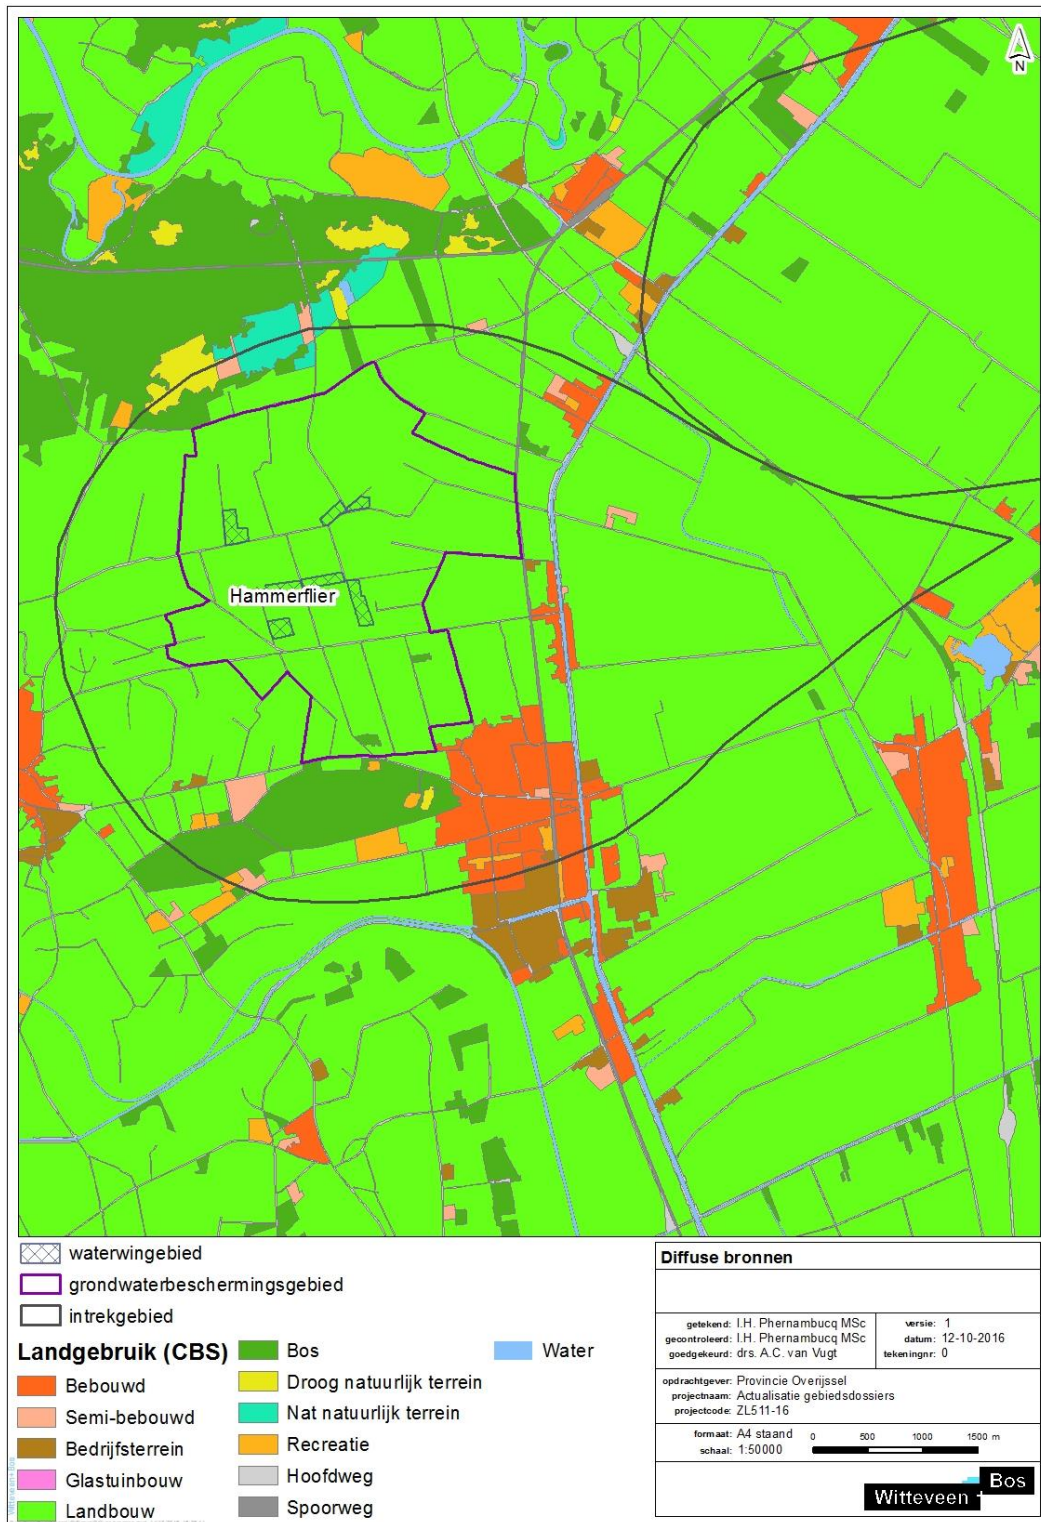 N
Hammerflier
waterwingebied
grondwaterbeschermingsgebied
intrekgebied
Landgebruik (CBS)
Bebouwd
Semi-bebouwd
Bedrijfsterrein
Glastuinbouw
Landbouw
Bos
Droog natuurlijk terrein
Nat natuurlijk terrein
Recreatie
Hoofdweg
Spoorweg
Water
Diffuse bronnen
getekend: I.H. Phernambucq MSc
gecontroleerd: I.H. Phernambucq MSc
goedgekeurd: drs. A.C. van Vugt
versie: 1
datum: 12-10-2016
tekeningnr: 0
opdrachtgever: Provincie Overijssel
projectnaam: Actualisatie gebiedsdossiers
projectcode: ZL511-16
formaat: A4 staand
schaal: 1:50000
0 500 1000 1500 m
Witteveen + Bos
Witteveen+Bos